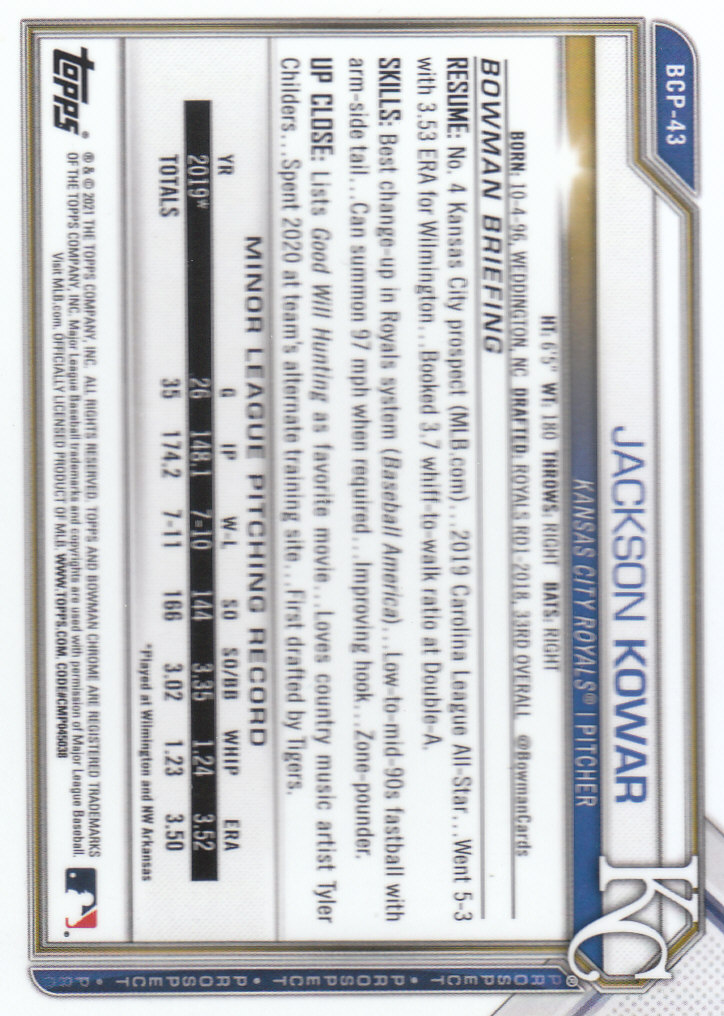 BCP-43
JACKSON KOWAR
KANSAS CITY ROYALS® | PITCHER
KC
HT: 6'5" WT: 180 THROWS: RIGHT BATS: RIGHT
BORN: 10-4-96, WEDDINGTON, NC DRAFTED: ROYALS RD1-2018, 33RD OVERALL @BowmanCards
BOWMAN BRIEFING
RESUME: No. 4 Kansas City prospect (MLB.com)...2019 Carolina League All-Star...Went 5-3
with 3.53 ERA for Wilmington...Booked 3.7 whiff-to-walk ratio at Double-A.
SKILLS: Best change-up in Royals system (Baseball America)...Low-to-mid-90s fastball with
arm-side tail...Can summon 97 mph when required...Improving hook...Zone-pounder.
UP CLOSE: Lists Good Will Hunting as favorite movie...Loves country music artist Tyler
Childers...Spent 2020 at team's alternate training site...First drafted by Tigers.
MINOR LEAGUE PITCHING RECORD
YR G IP W-L SO SO/BB WHIP ERA
2019* 26 148.1 7-10 144 3.35 1.24 3.52
TOTALS 35 174.2 7-11 166 3.02 1.23 3.50
*Played at Wilmington and NW Arkansas
topps®
® & © 2021 THE TOPPS COMPANY, INC. ALL RIGHTS RESERVED. TOPPS AND BOWMAN CHROME ARE REGISTERED TRADEMARKS
OF THE TOPPS COMPANY, INC. Major League Baseball trademarks and copyrights are used with permission of Major League Baseball.
Visit MLB.com. OFFICIALLY LICENSED PRODUCT OF MLB. WWW.TOPPS.COM. CODE#CMP045038
PROSPECT • PROSPECT • PROSPECT • P